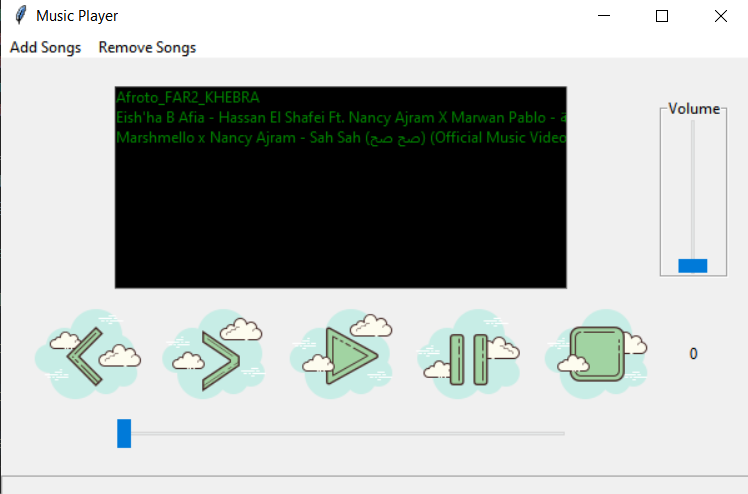 Music Player
Add Songs Remove Songs
Afroto_FAR2_KHEBRA
Eish'ha B Afia - Hassan El Shafei Ft. Nancy Ajram X Marwan Pablo -
Marshmello x Nancy Ajram - Sah Sah (صح صح) (Official Music Video
Volume
0